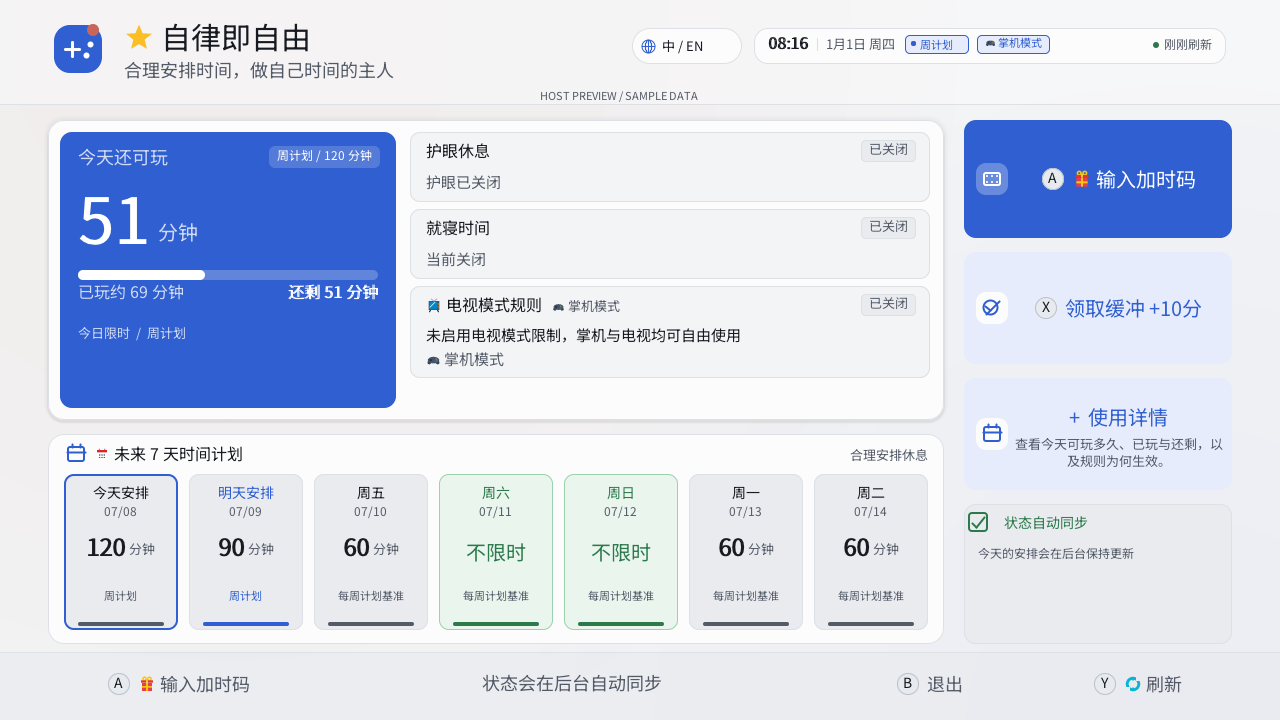 自律即自由
合理安排时间，做自己时间的主人
中 / EN
08:16
1月1日 周四
周计划
掌机模式
刚刚刷新
HOST PREVIEW / SAMPLE DATA
今天还可玩
周计划 / 120 分钟
51 分钟
已玩约 69 分钟
还剩 51 分钟
今日限时 / 周计划
护眼休息
已关闭
护眼已关闭
就寝时间
已关闭
当前关闭
电视模式规则
掌机模式
已关闭
未启用电视模式限制，掌机与电视均可自由使用
掌机模式
A 输入加时码
X 领取缓冲 +10分
+ 使用详情
查看今天可玩多久、已玩与还剩，以
及规则为何生效。
状态自动同步
今天的安排会在后台保持更新
未来 7 天时间计划
合理安排休息
今天安排
07/08
120 分钟
周计划
明天安排
07/09
90 分钟
周计划
周五
07/10
60 分钟
每周计划基准
周六
07/11
不限时
每周计划基准
周日
07/12
不限时
每周计划基准
周一
07/13
60 分钟
每周计划基准
周二
07/14
60 分钟
每周计划基准
A 输入加时码
状态会在后台自动同步
B 退出
Y 刷新